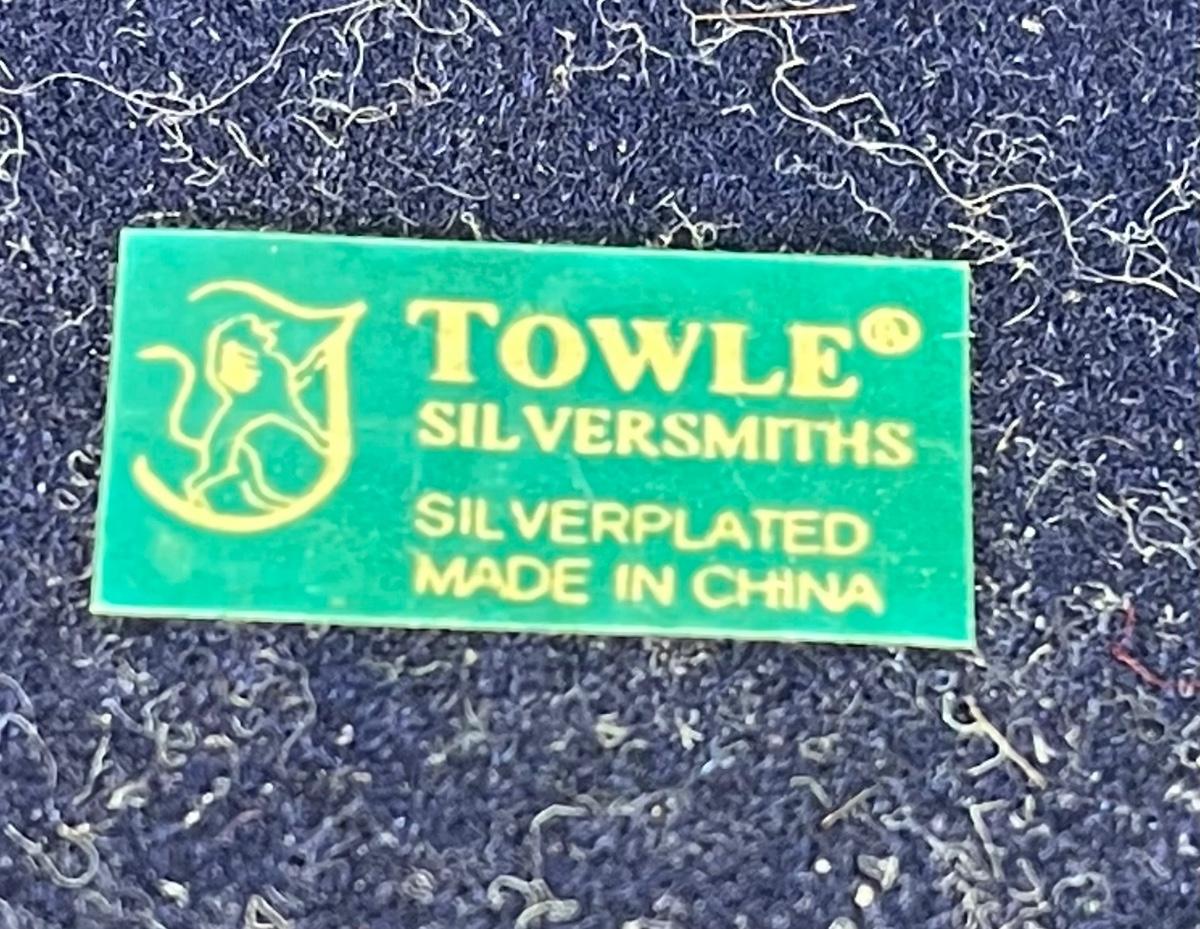 TOWLE®
SILVERSMITHS
SILVERPLATED
MADE IN CHINA